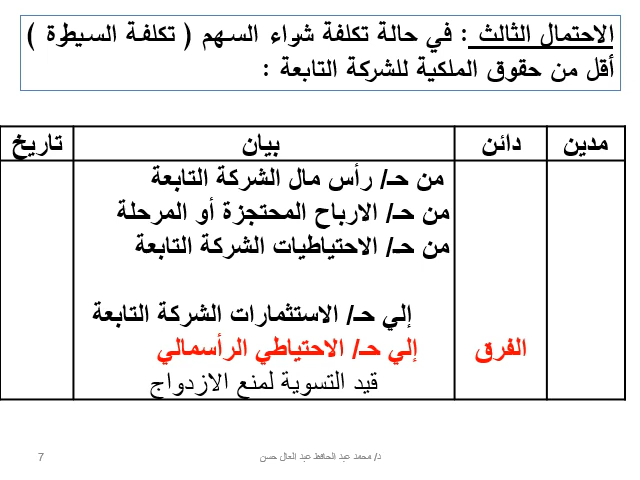 الاحتمال الثالث : في حالة تكلفة شراء السهم ( تكلفة السيطرة )
أقل من حقوق الملكية للشركة التابعة :
مدين دائن بيان تاريخ
من حـ/ رأس مال الشركة التابعة
من حـ/ الارباح المحتجزة أو المرحلة
من حـ/ الاحتياطيات الشركة التابعة
إلي حـ/ الاستثمارات الشركة التابعة
الفرق إلي حـ/ الاحتياطي الرأسمالي
قيد التسوية لمنع الازدواج
د/ محمد عبد الحافظ عبد العال حسن
7